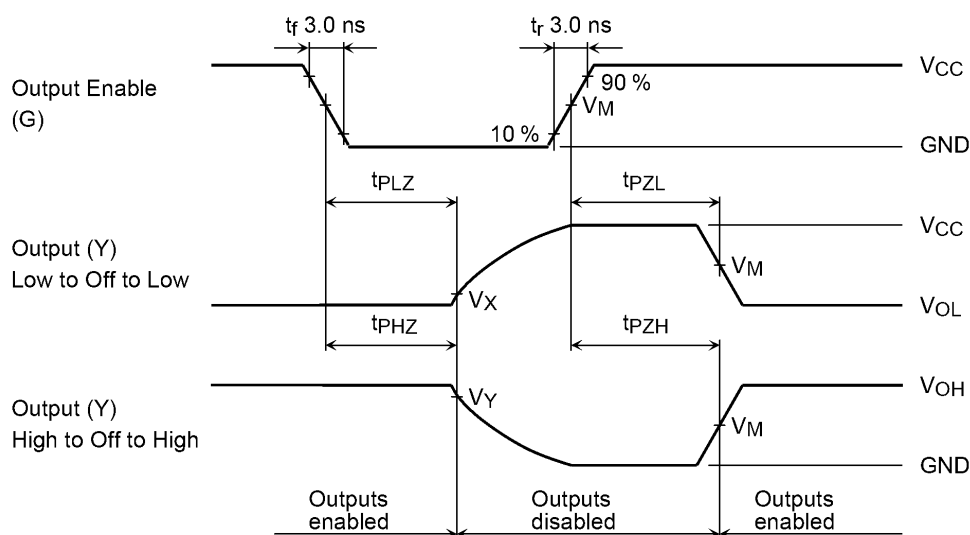 tf 3.0 ns
tr 3.0 ns
Output Enable
(G)
VCC
90 %
VM
10 %
GND
tPLZ
tPZL
Output (Y)
Low to Off to Low
VCC
VM
VX
VOL
tPHZ
tPZH
Output (Y)
High to Off to High
VY
VOH
VM
GND
Outputs
enabled
Outputs
disabled
Outputs
enabled